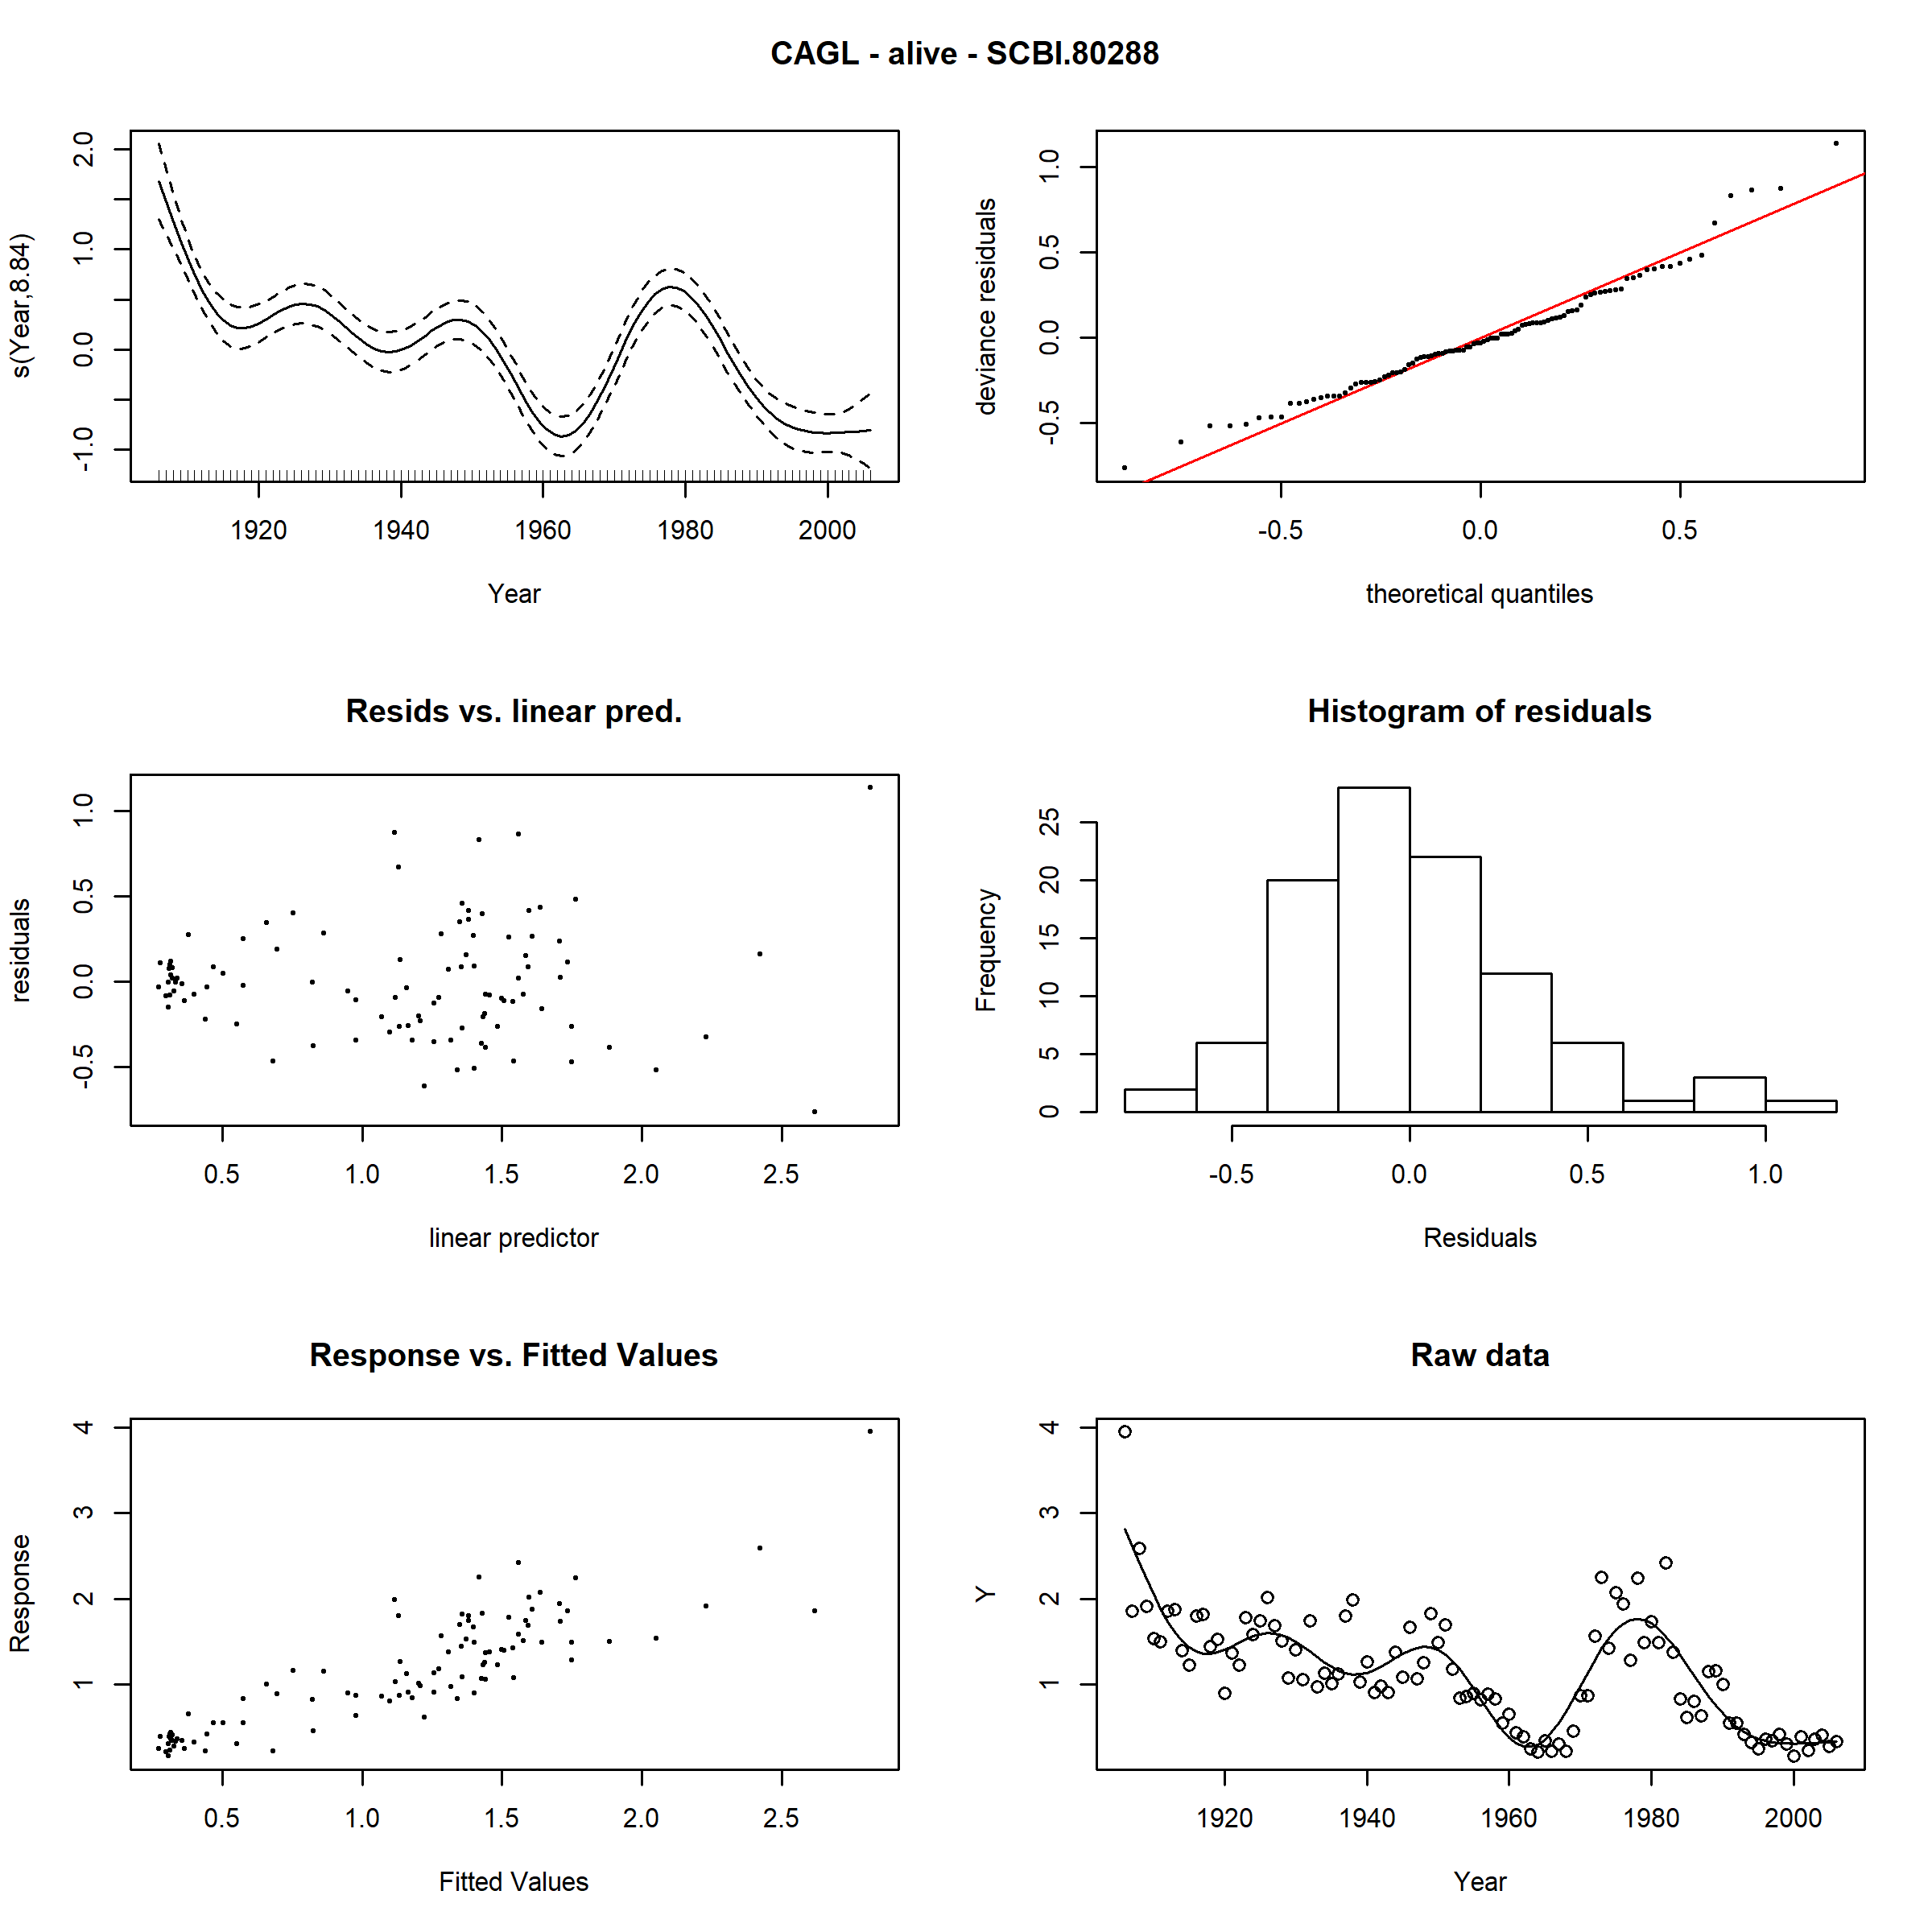 CAGL - alive - SCBI.80288
s(Year,8.84)
2.0
1.0
0.0
-1.0
1920 1940 1960 1980 2000
Year
deviance residuals
1.0
0.5
0.0
-0.5
-0.5 0.0 0.5
theoretical quantiles
Resids vs. linear pred.
residuals
1.0
0.5
0.0
-0.5
0.5 1.0 1.5 2.0 2.5
linear predictor
Histogram of residuals
Frequency
25
20
15
10
5
0
-0.5 0.0 0.5 1.0
Residuals
Response vs. Fitted Values
Response
4
3
2
1
0.5 1.0 1.5 2.0 2.5
Fitted Values
Raw data
Y
4
3
2
1
1920 1940 1960 1980 2000
Year